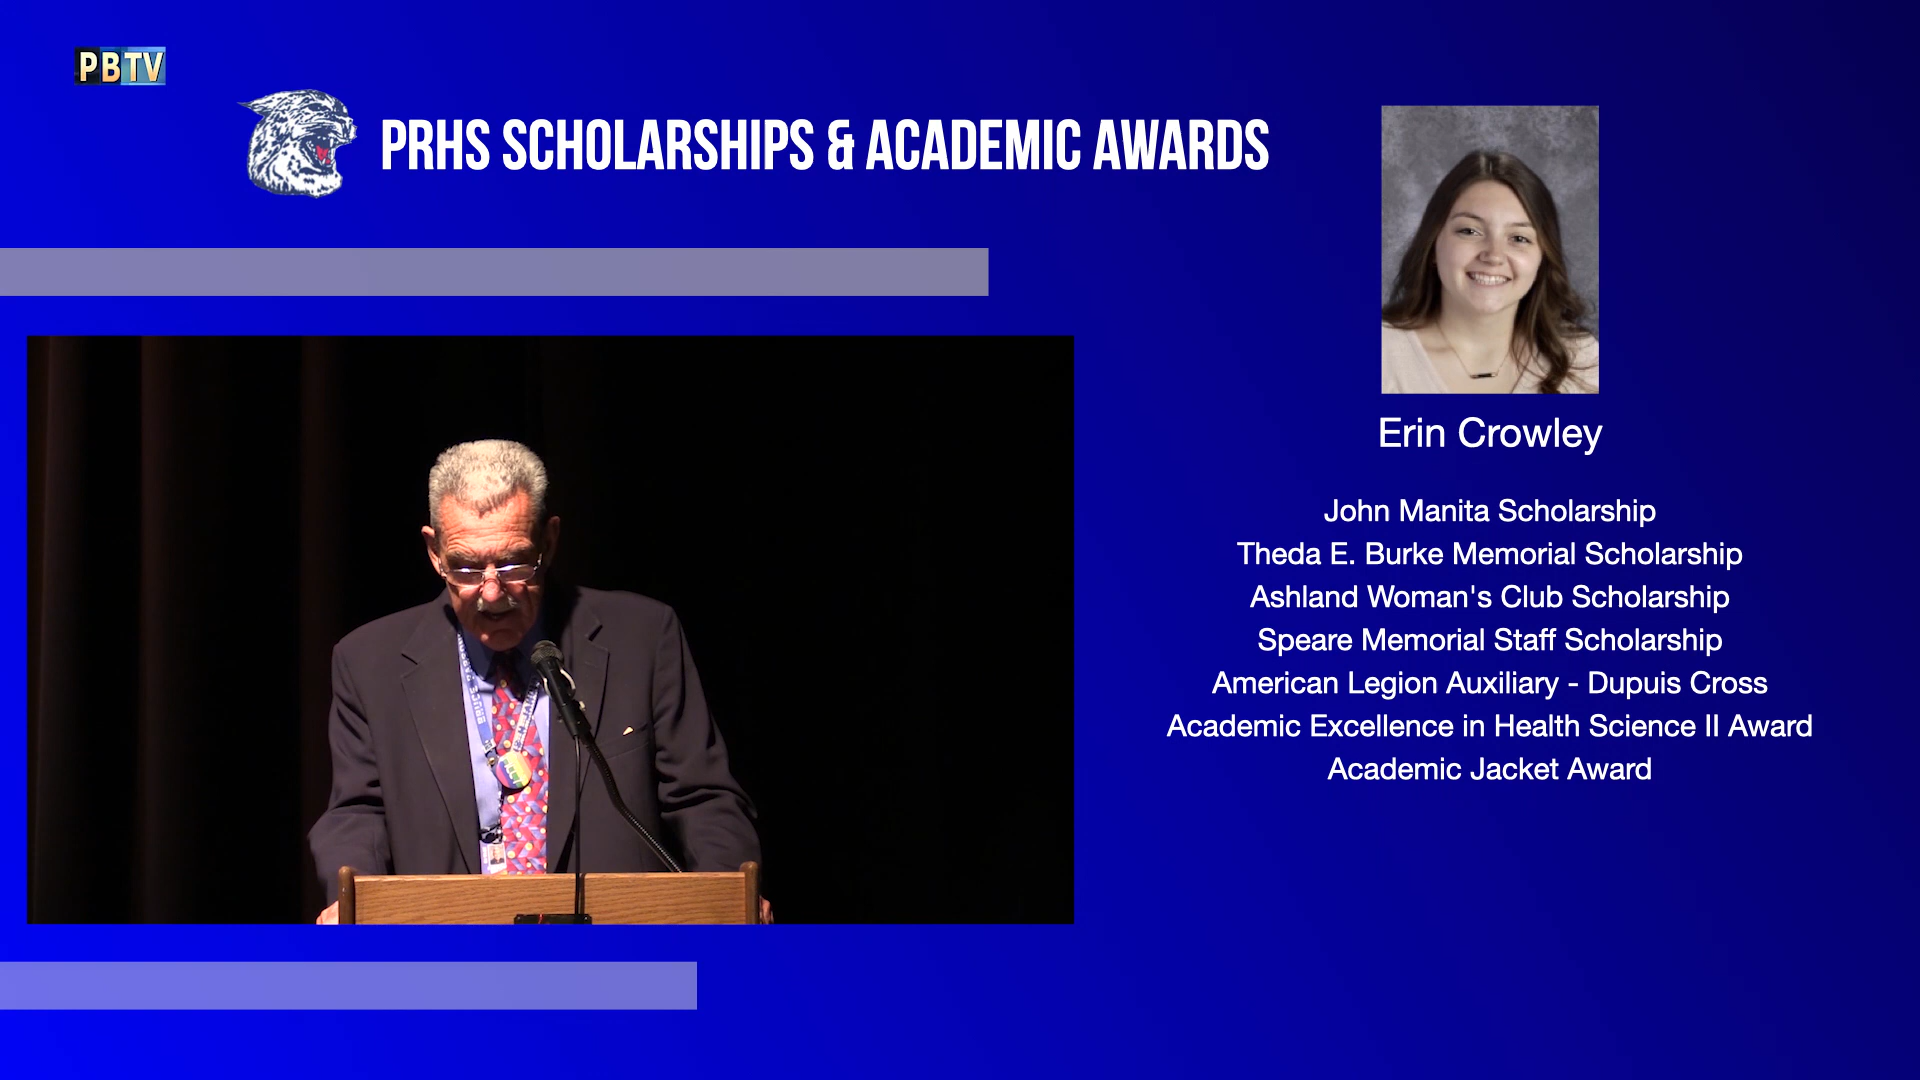 PBTV
PRHS SCHOLARSHIPS & ACADEMIC AWARDS
Erin Crowley
John Manita Scholarship
Theda E. Burke Memorial Scholarship
Ashland Woman's Club Scholarship
Speare Memorial Staff Scholarship
American Legion Auxiliary - Dupuis Cross
Academic Excellence in Health Science II Award
Academic Jacket Award